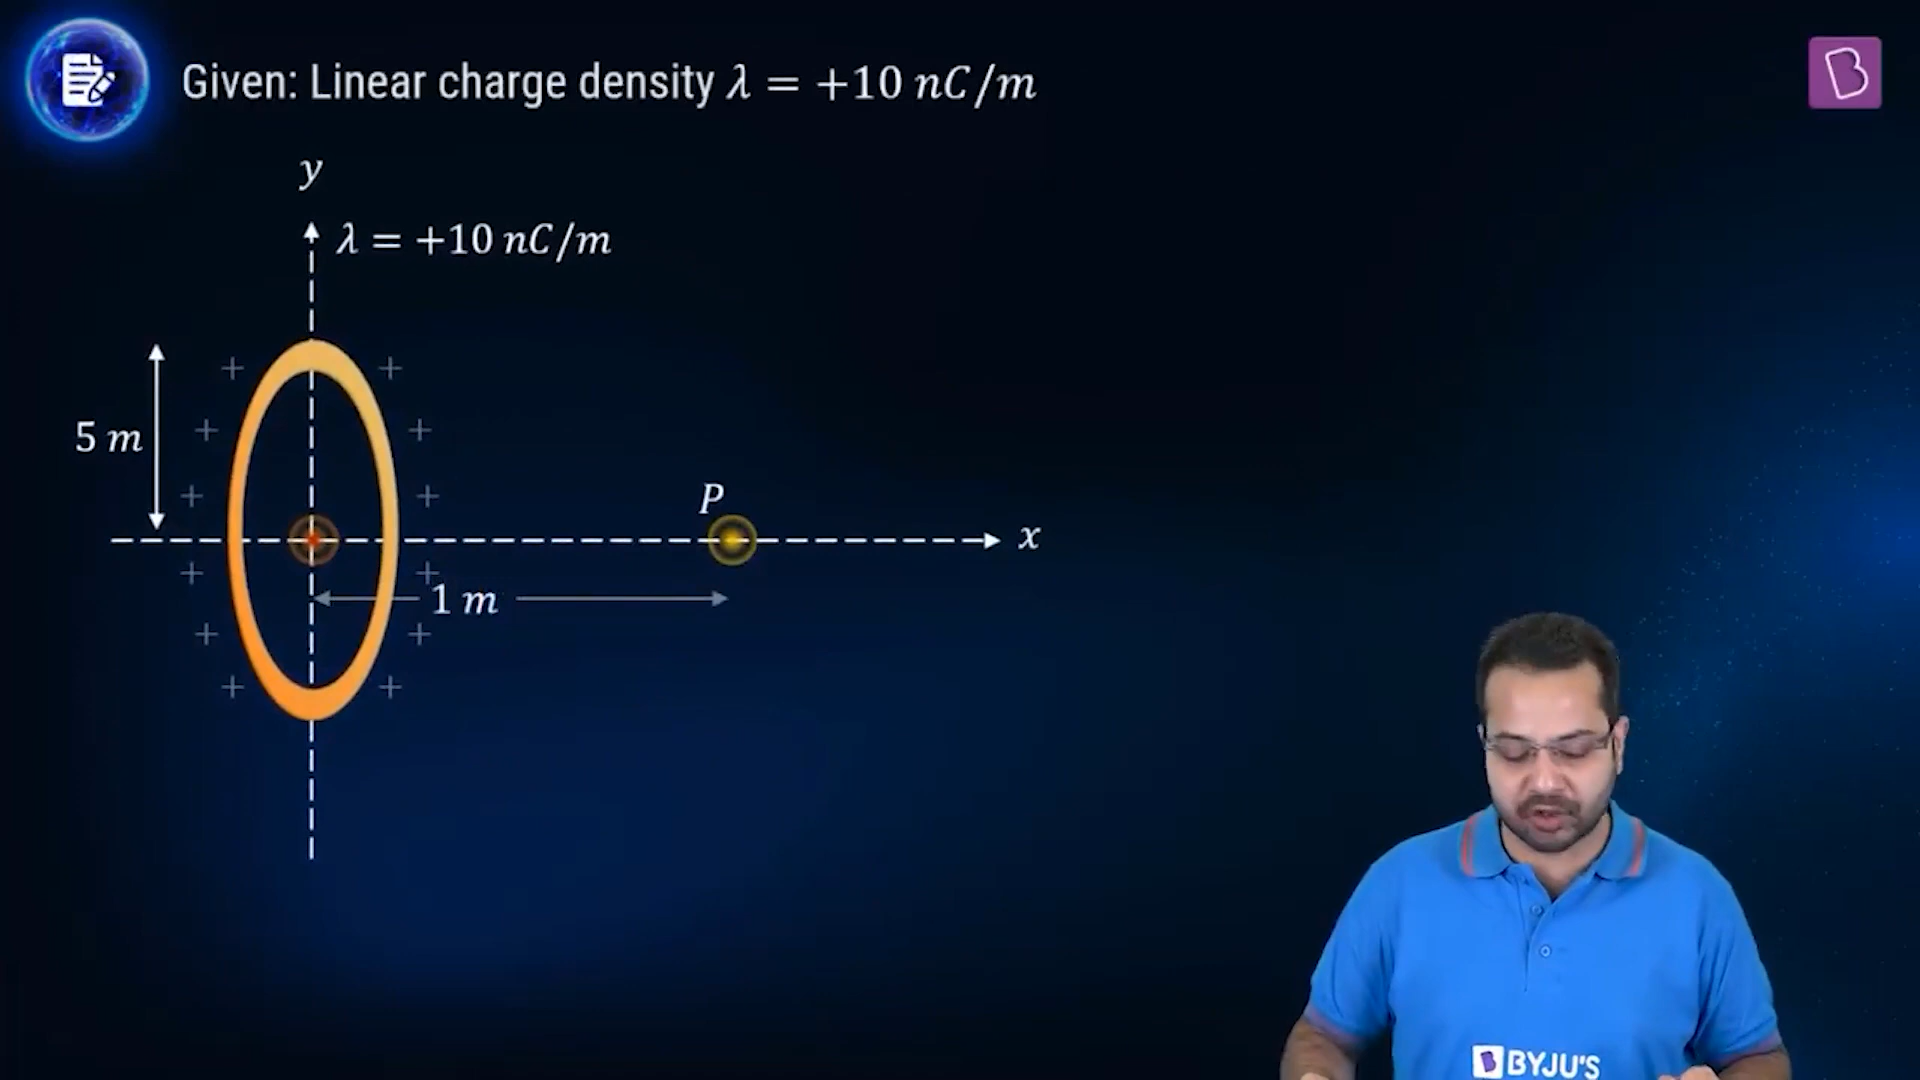 Given: Linear charge density λ = +10 nC/m
y
λ = +10 nC/m
5 m
P
x
1 m
BYJU'S